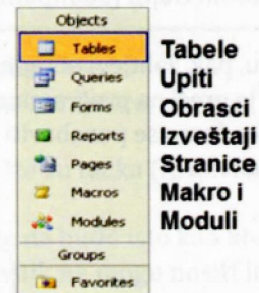 Objects
Tables Tabele
Queries Upiti
Forms Obrasci
Reports Izveštaji
Pages Stranice
Macros Makro i
Modules Moduli
Groups
Favorites